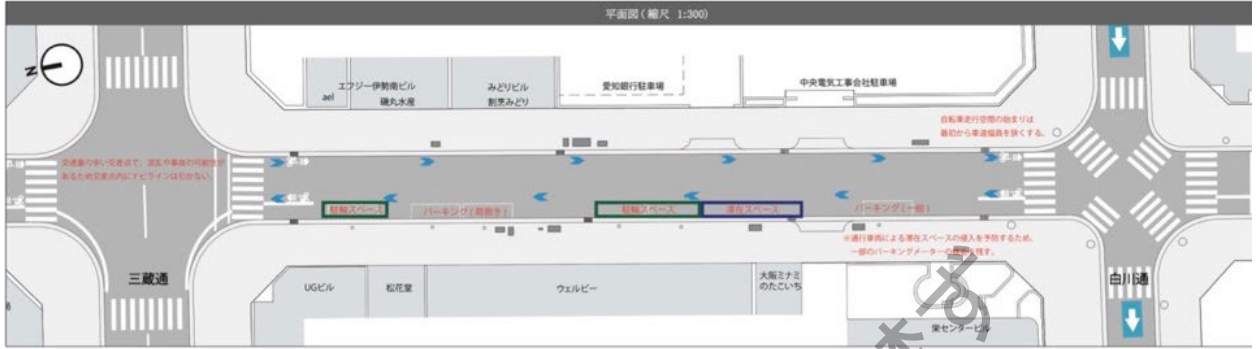 平面図(縮尺 1:300)
N
エフジー伊勢南ビル
ael
磯丸水産
みどりビル
割烹みどり
愛知銀行駐車場
中央電気工事会社駐車場
自転車走行空間の始まりは
最初から車道幅員を狭くする。
交通量の多い交差点で、混乱や事故の可能性が
あるため交差点内にナビラインは引かない。
駐輪スペース
パーキング(荷捌き)
駐輪スペース
滞在スペース
パーキング(一般)
※通行車両による滞在スペースの侵入を予防するため、
一部のパーキングメーターの
残す。
三蔵通
UGビル
松花堂
ウェルビー
大阪ミナミ
のたこいち
栄センタービル
白川通